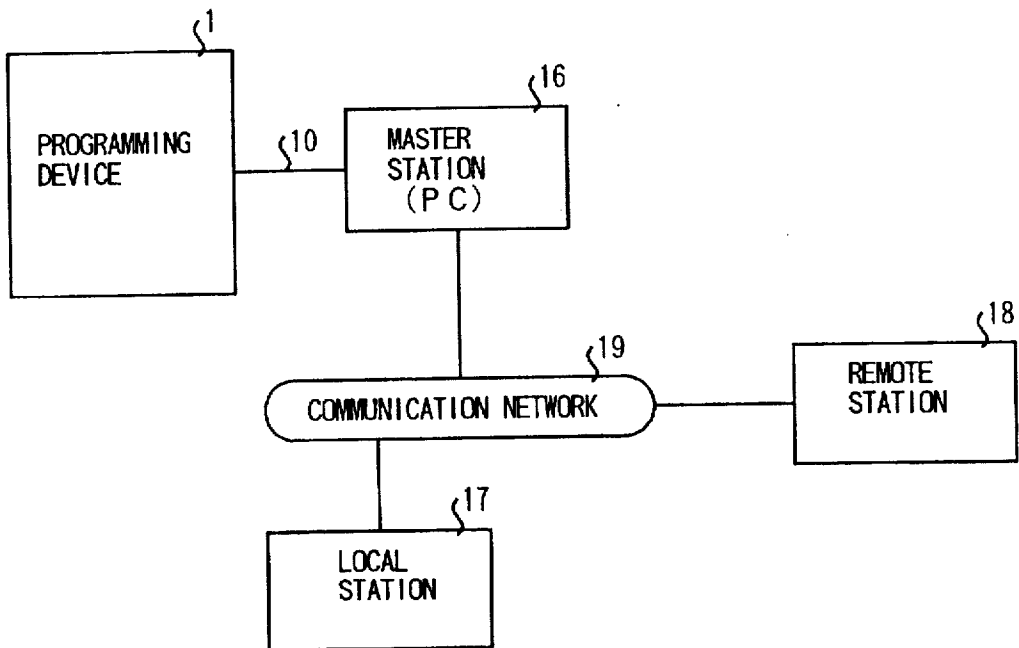 1
PROGRAMMING
DEVICE
10
16
MASTER
STATION
(PC)
18
REMOTE
STATION
19
COMMUNICATION NETWORK
17
LOCAL
STATION